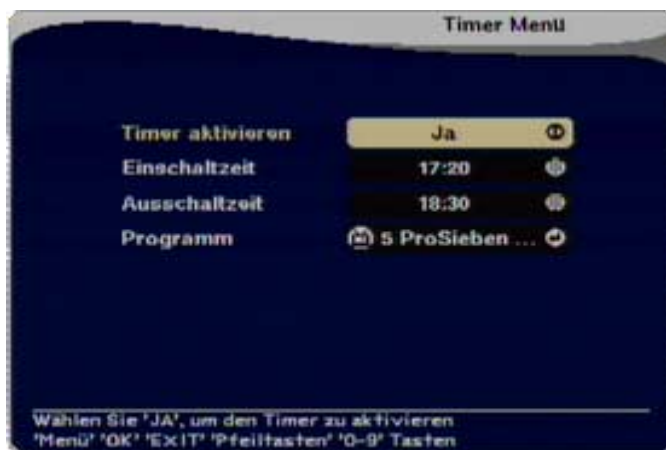 Timer Menü
Timer aktivieren Ja
Einschaltzeit 17:20
Ausschaltzeit 18:30
Programm 5 ProSieben ...
Wählen Sie 'JA', um den Timer zu aktivieren
'Menü' 'OK' 'EXIT' 'Pfeiltasten' '0-9' Tasten